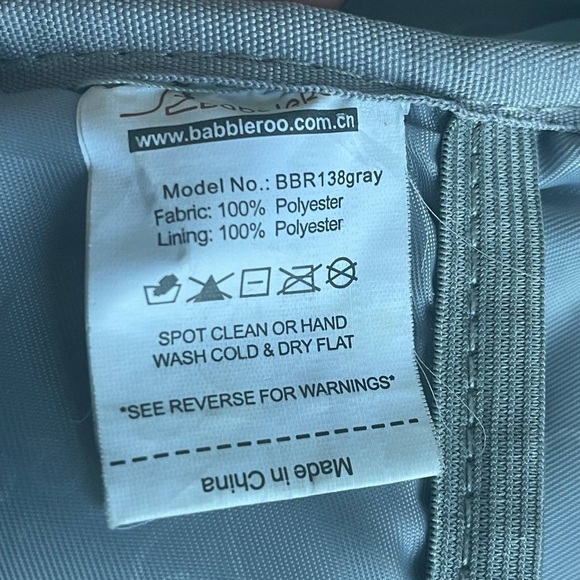 www.babbleroo.com.cn
Model No.: BBR138gray
Fabric: 100% Polyester
Lining: 100% Polyester
SPOT CLEAN OR HAND
WASH COLD & DRY FLAT
*SEE REVERSE FOR WARNINGS*
Made in China